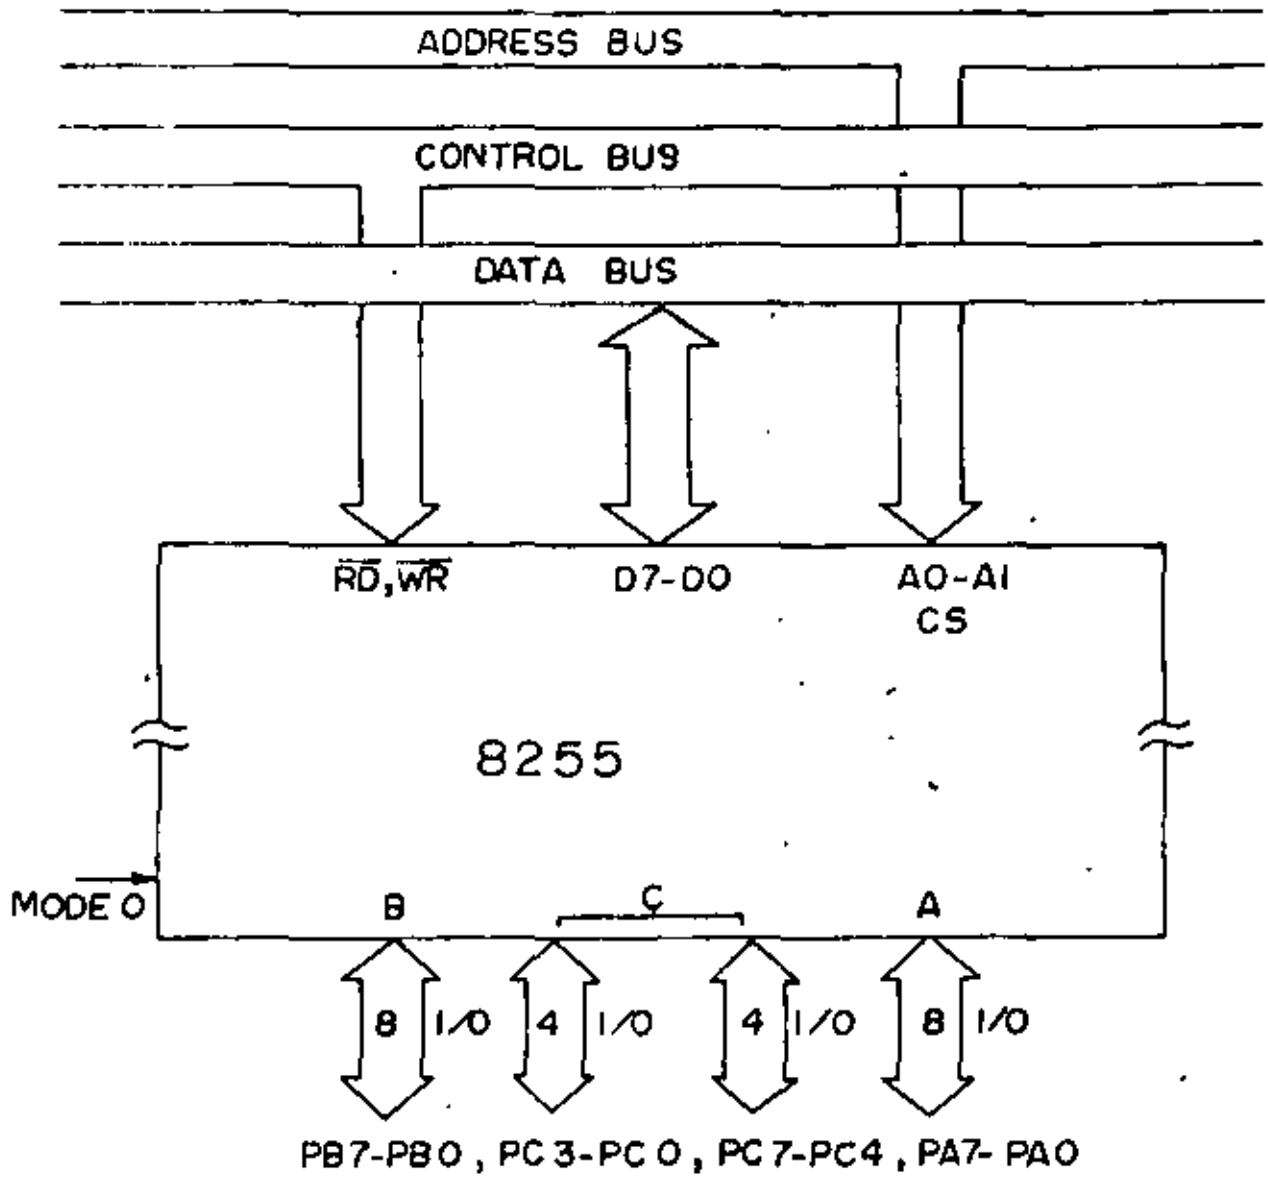 ADDRESS BUS
CONTROL BUS
DATA BUS
RD, WR
D7-D0
A0-A1
CS
8255
MODE 0
B
C
A
8 I/O
4 I/O
4 I/O
8 I/O
PB7-PB0, PC3-PC0, PC7-PC4, PA7-PA0